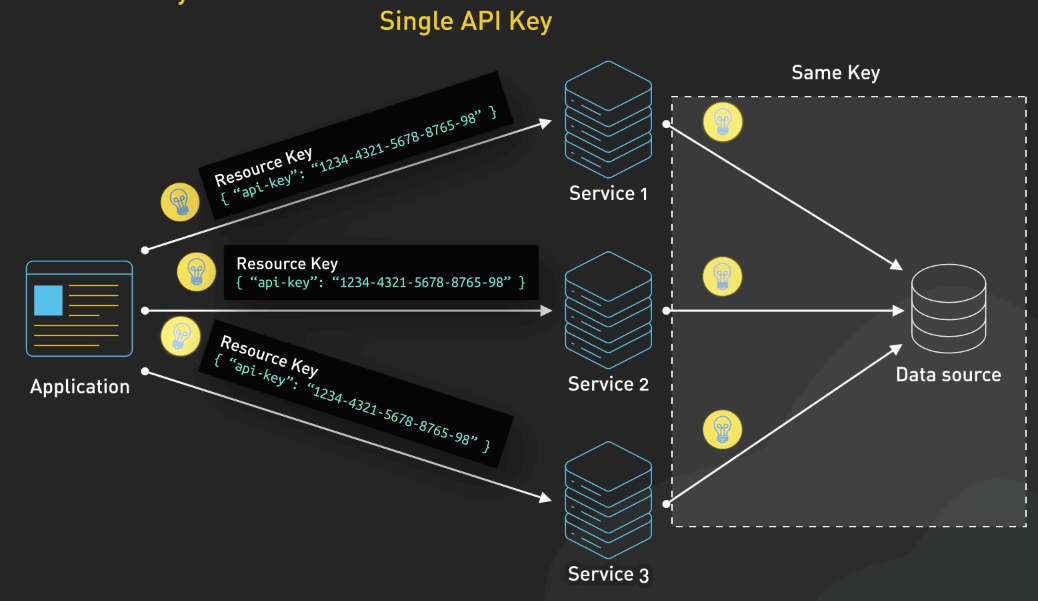 Single API Key
Same Key
Resource Key
{ “api-key”: “1234-4321-5678-8765-98” }
Service 1
Resource Key
{ “api-key”: “1234-4321-5678-8765-98” }
Application
Service 2
Data source
Resource Key
{ “api-key”: “1234-4321-5678-8765-98” }
Service 3